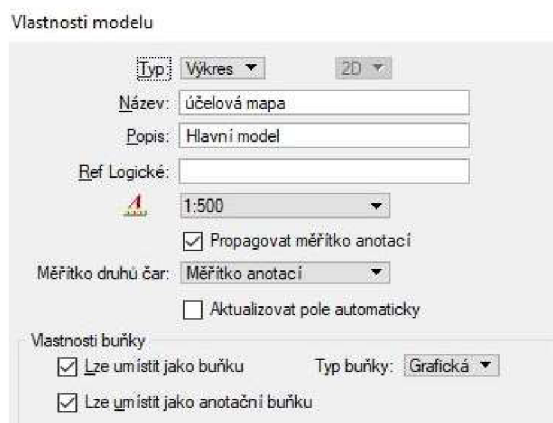 Vlastnosti modelu
Typ: Výkres 2D
Název: účelová mapa
Popis: Hlavní model
Ref Logické:
1:500
Propagovat měřítko anotací
Měřítko druhů čar: Měřítko anotací
Aktualizovat pole automaticky
Vlastnosti buňky
Lze umístit jako buňku Typ buňky: Grafická
Lze umístit jako anotační buňku